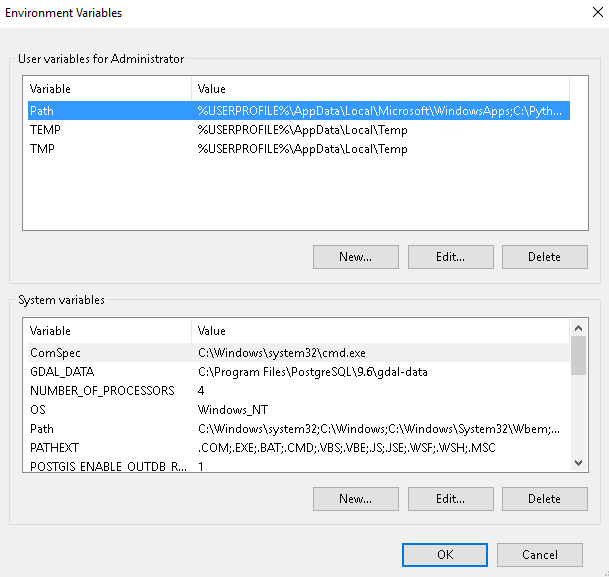 Environment Variables
User variables for Administrator
Variable Value
Path %USERPROFILE%\AppData\Local\Microsoft\WindowsApps;C:\Pyth...
TEMP %USERPROFILE%\AppData\Local\Temp
TMP %USERPROFILE%\AppData\Local\Temp
New... Edit... Delete
System variables
Variable Value
ComSpec C:\Windows\system32\cmd.exe
GDAL_DATA C:\Program Files\PostgreSQL\9.6\gdal-data
NUMBER_OF_PROCESSORS 4
OS Windows_NT
Path C:\Windows\system32;C:\Windows;C:\Windows\System32\Wbem;...
PATHEXT .COM;.EXE;.BAT;.CMD;.VBS;.VBE;.JS;.JSE;.WSF;.WSH;.MSC
POSTGIS_ENABLE_OUTDB_R... 1
New... Edit... Delete
OK Cancel